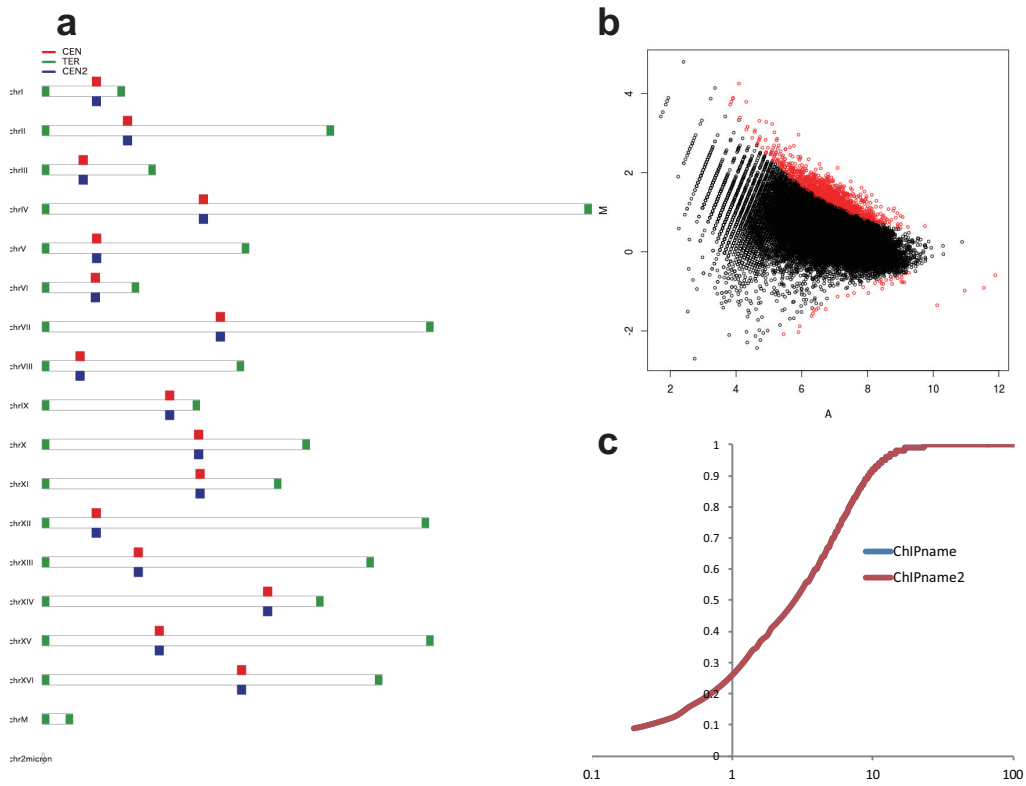 a
CEN
TER
CEN2
chrI
chrII
chrIII
chrIV
chrV
chrVI
chrVII
chrVIII
chrIX
chrX
chrXI
chrXII
chrXIII
chrXIV
chrXV
chrXVI
chrM
chr2micron
b
M
4
2
0
-2
2 4 6 8 10 12
A
c
1
0.9
0.8
0.7
0.6
0.5
0.4
0.3
0.2
0.1
0
ChIPname
ChIPname2
0.1 1 10 100